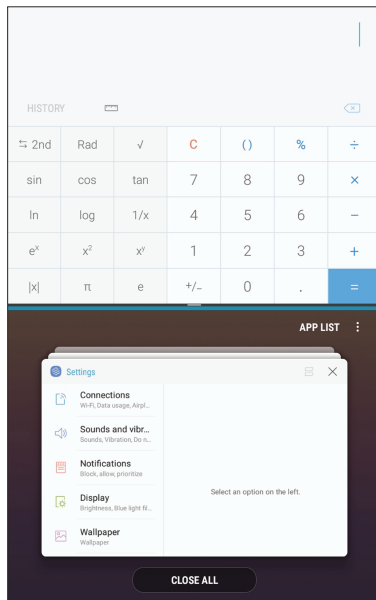 HISTORY
⇆ 2nd Rad √ C () % ÷
sin cos tan 7 8 9 ×
ln log 1/x 4 5 6 −
eˣ x² xʸ 1 2 3 +
|x| π e +/− 0 . =
APP LIST
Settings
Connections
Wi-Fi, Data usage, Airpl...
Sounds and vibr...
Sounds, Vibration, Do n...
Notifications
Block, allow, prioritize
Display
Brightness, Blue light fil...
Wallpaper
Wallpaper
Select an option on the left.
CLOSE ALL